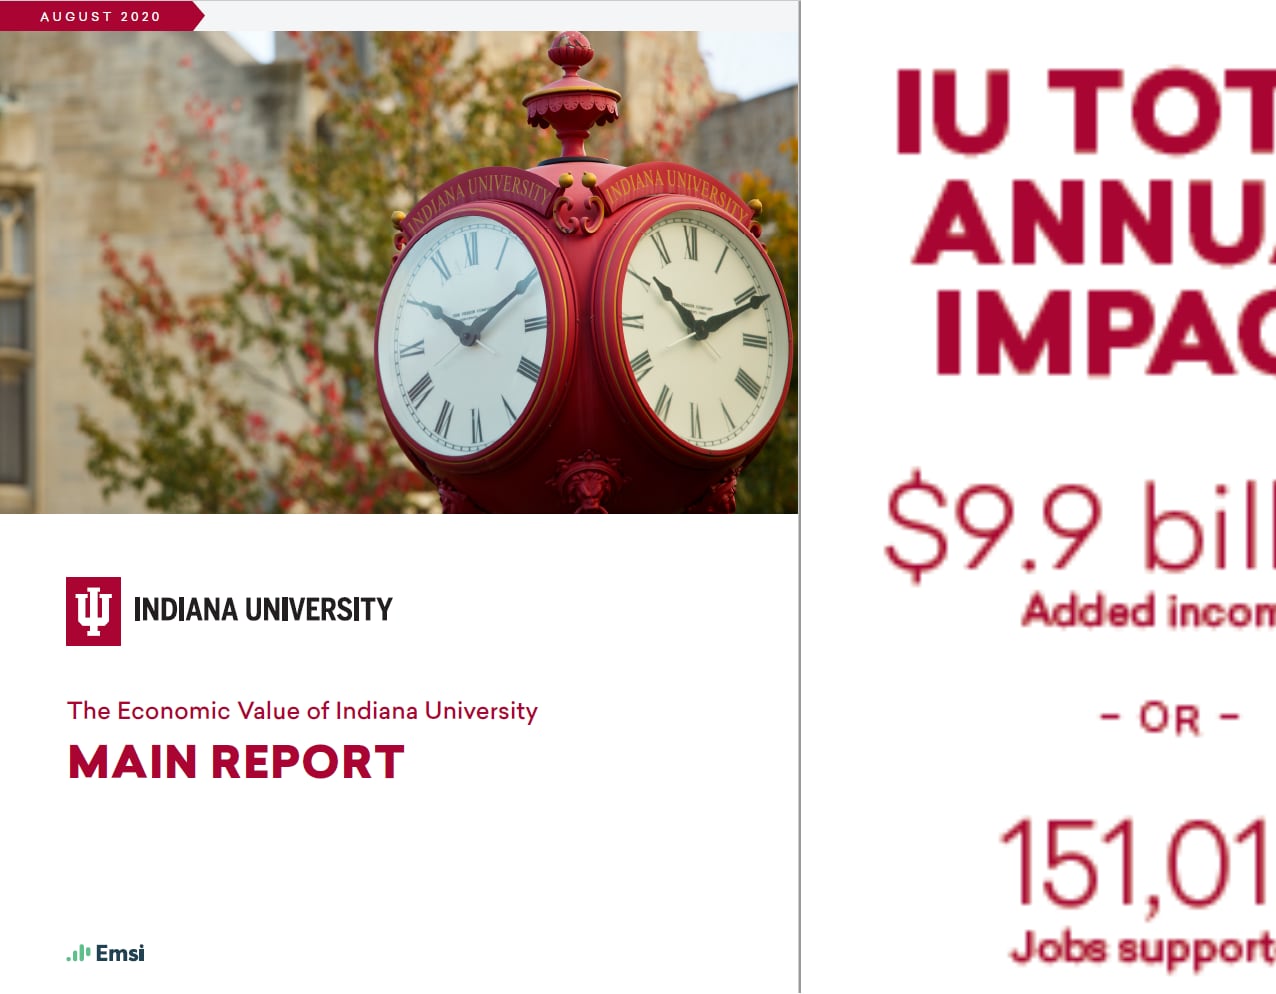 AUGUST 2020
INDIANA UNIVERSITY
INDIANA UNIVERSITY
INDIANA UNIVERSITY
The Economic Value of Indiana University
MAIN REPORT
Emsi
IU TOT
ANNUA
IMPAC
$9.9 bill
Added incom
- OR -
151,01
Jobs support